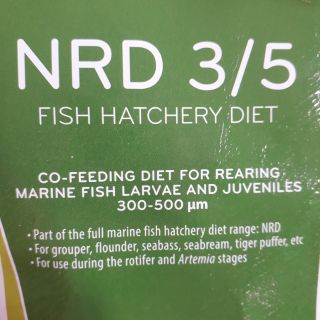 NRD 3/5
FISH HATCHERY DIET
CO-FEEDING DIET FOR REARING
MARINE FISH LARVAE AND JUVENILES
300-500 µm
• Part of the full marine fish hatchery diet range: NRD
• For grouper, flounder, seabass, seabream, tiger puffer, etc
• For use during the rotifer and Artemia stages